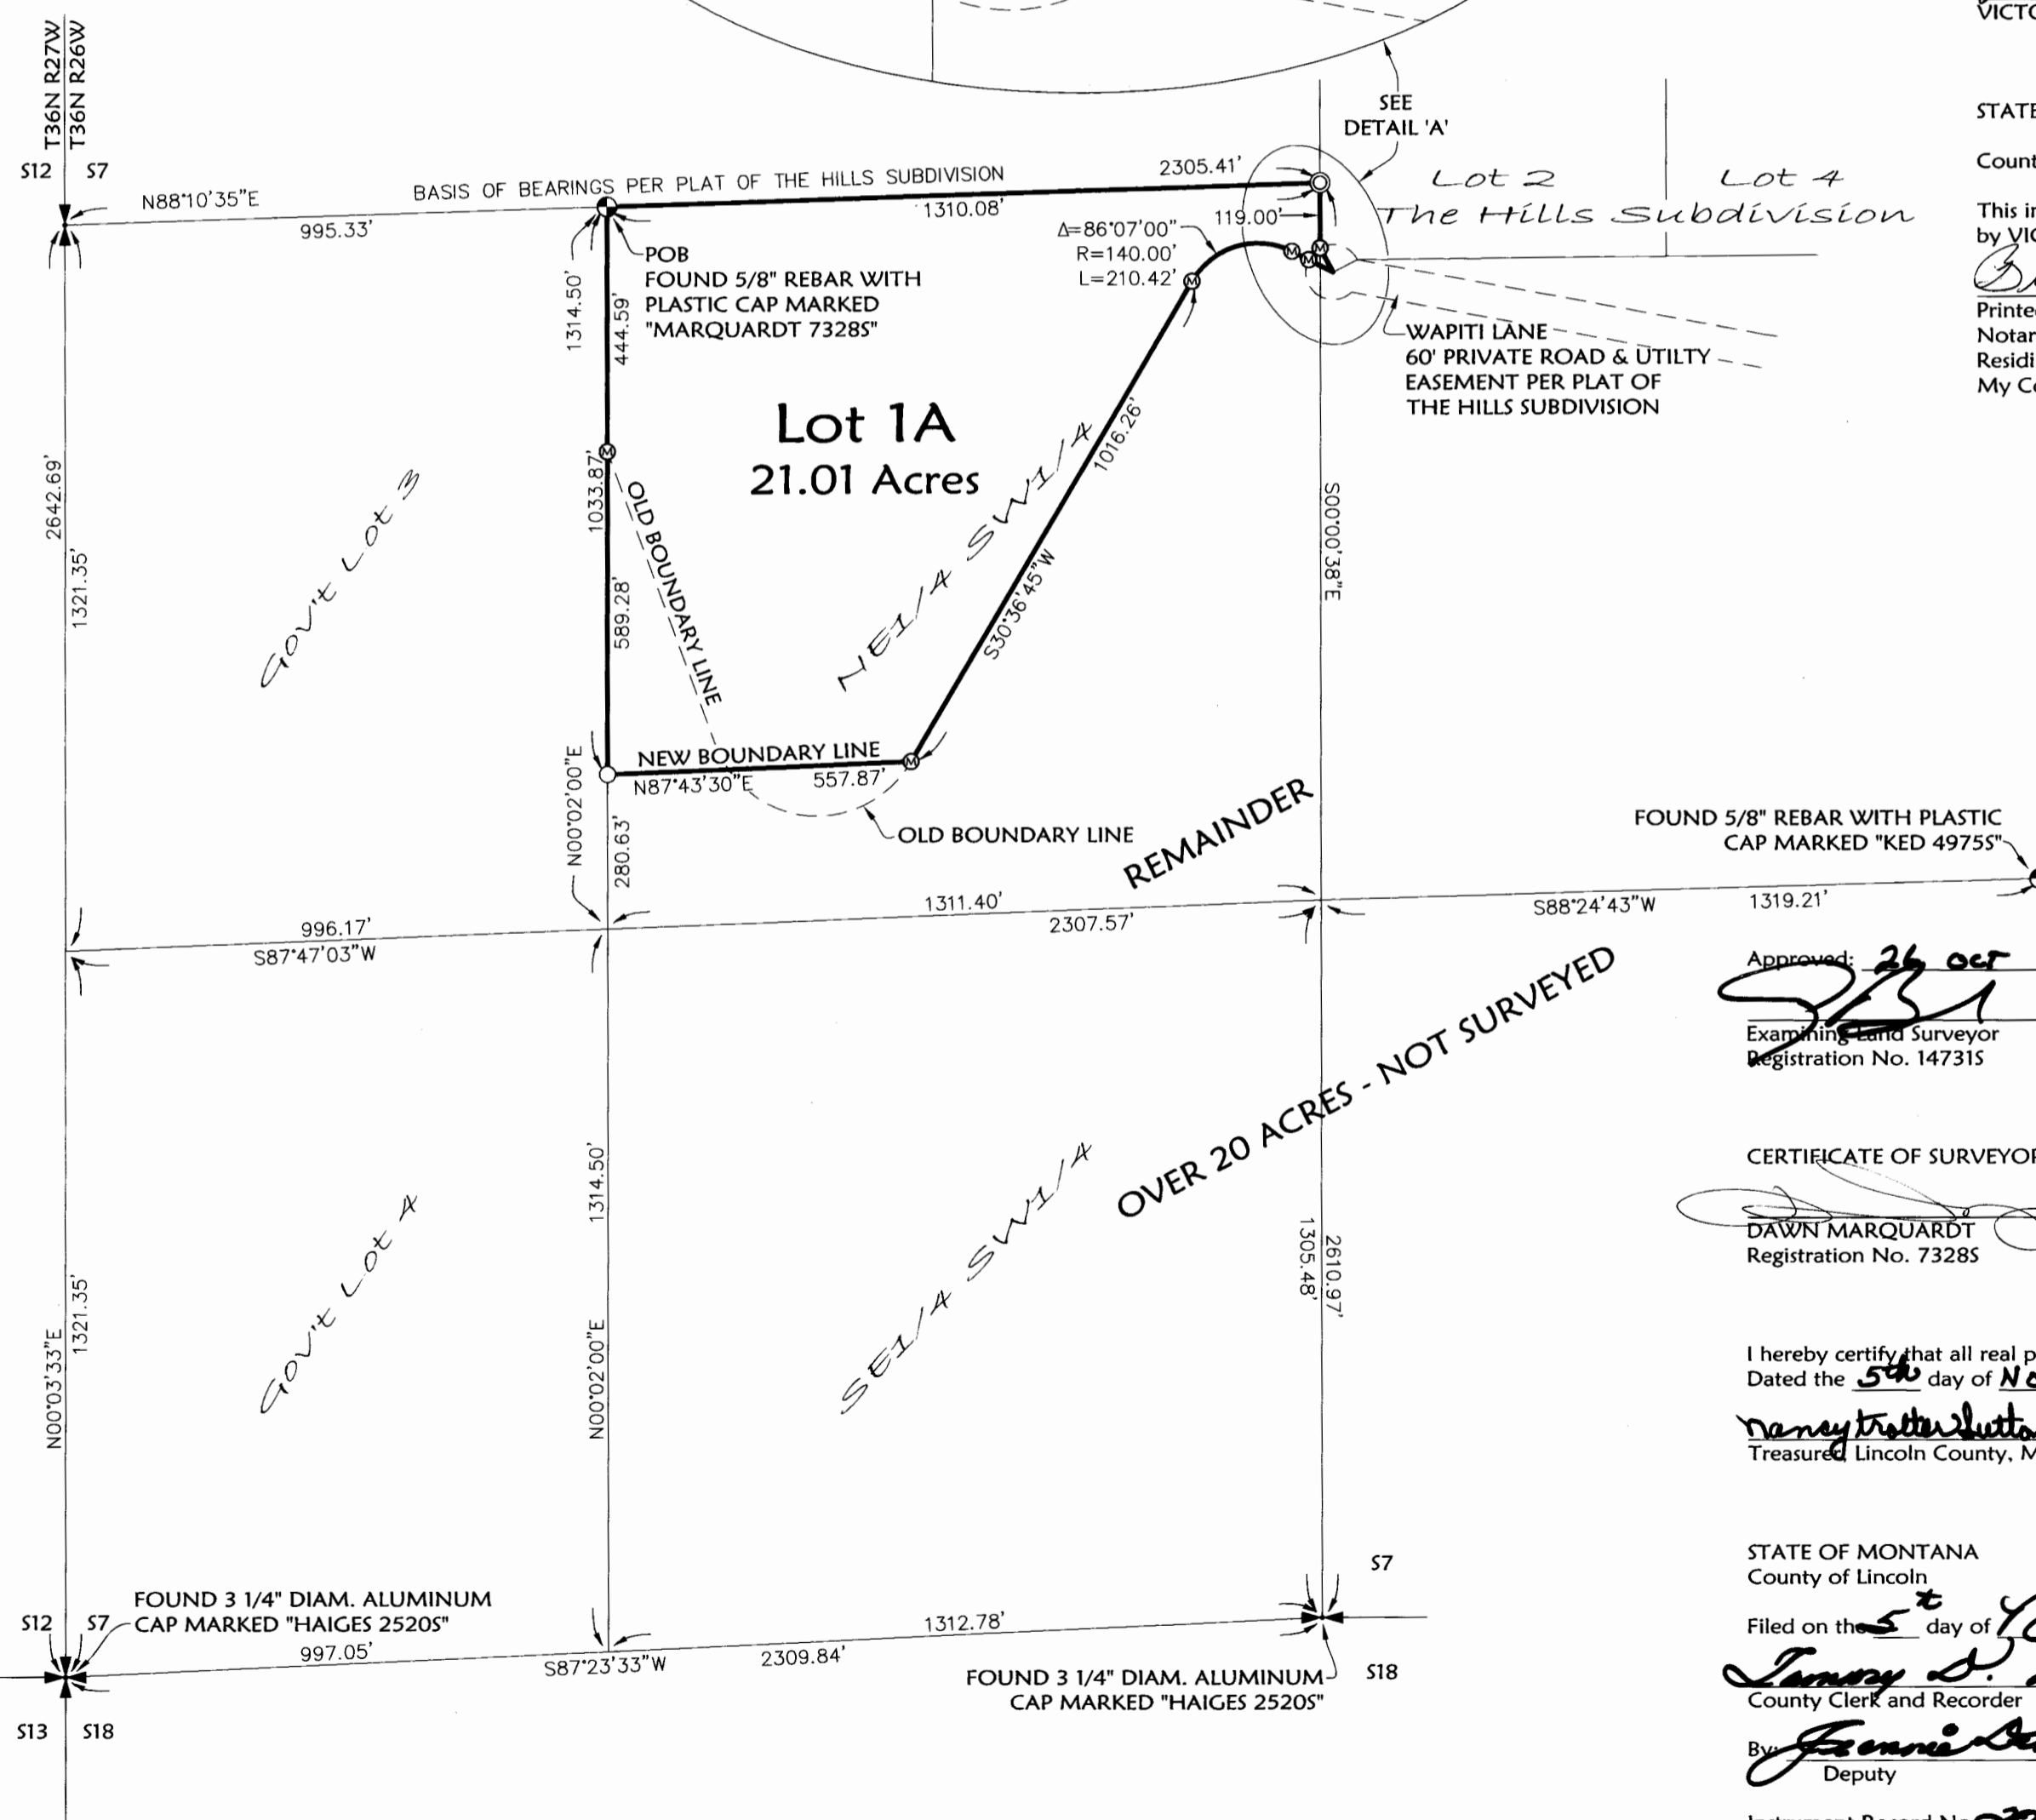 T36N R27W
T36N R26W
S12
S7
N88°10'35"E
995.33'
BASIS OF BEARINGS PER PLAT OF THE HILLS SUBDIVISION
2305.41'
1310.08'
119.00'
SEE
DETAIL 'A'
Lot 2
Lot 4
The Hills Subdivision
Δ=86°07'00"
R=140.00'
L=210.42'
POB
FOUND 5/8" REBAR WITH
PLASTIC CAP MARKED
"MARQUARDT 7328S"
1314.50'
444.59'
WAPITI LANE
60' PRIVATE ROAD & UTILTY
EASEMENT PER PLAT OF
THE HILLS SUBDIVISION
Lot 1A
21.01 Acres
2642.69'
1321.35'
Gov't Lot 3
1033.87'
589.28'
OLD BOUNDARY LINE
NE1/4 SW1/4
1016.26'
S30°36'45"W
S00°00'38"E
NEW BOUNDARY LINE
N87°43'30"E
557.87'
OLD BOUNDARY LINE
N00°02'00"E
280.63'
REMAINDER
OVER 20 ACRES - NOT SURVEYED
FOUND 5/8" REBAR WITH PLASTIC
CAP MARKED "KED 4975S"
996.17'
S87°47'03"W
1311.40'
2307.57'
S88°24'43"W
1319.21'
Gov't Lot 4
N00°03'33"E
1321.35'
1314.50'
N00°02'00"E
SE1/4 SW1/4
1305.48'
2610.97'
FOUND 3 1/4" DIAM. ALUMINUM
CAP MARKED "HAIGES 2520S"
S12
S7
997.05'
S87°23'33"W
1312.78'
2309.84'
S7
S18
FOUND 3 1/4" DIAM. ALUMINUM
CAP MARKED "HAIGES 2520S"
S13
S18
VICTO
STATE
Count
This in
by VIC
Printe
Notar
Residi
My Co
Approved: 26 OCT
Examining Land Surveyor
Registration No. 14731S
CERTIFICATE OF SURVEYOR
DAWN MARQUARDT
Registration No. 7328S
I hereby certify that all real p
Dated the 5th day of No
Nancy Trotter Sutto
Treasurer, Lincoln County, M
STATE OF MONTANA
County of Lincoln
Filed on the 5t day of
Tammy D.
County Clerk and Recorder
By: Jeannie
Deputy